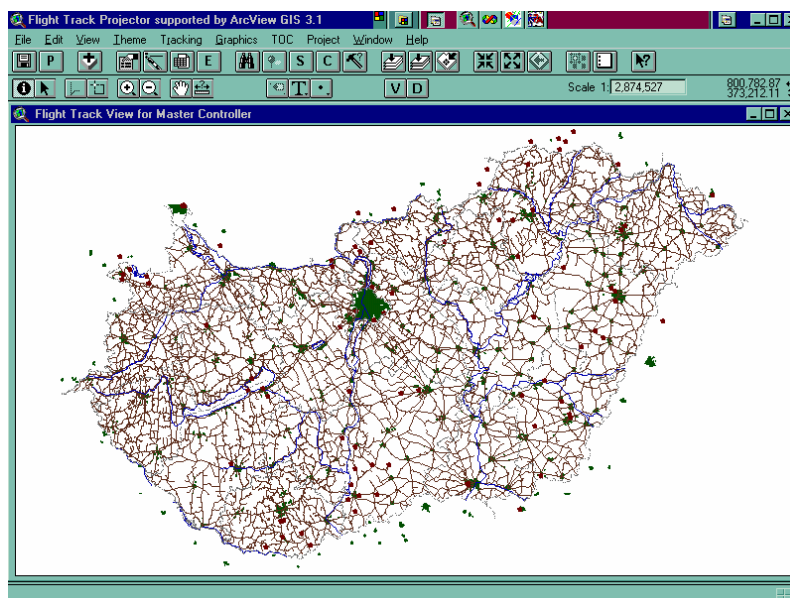 Flight Track Projector supported by ArcView GIS 3.1
File Edit View Theme Tracking Graphics TOC Project Window Help
P E S C
T V D Scale 1: 2,874,527 800,782.87
373,212.11
Flight Track View for Master Controller